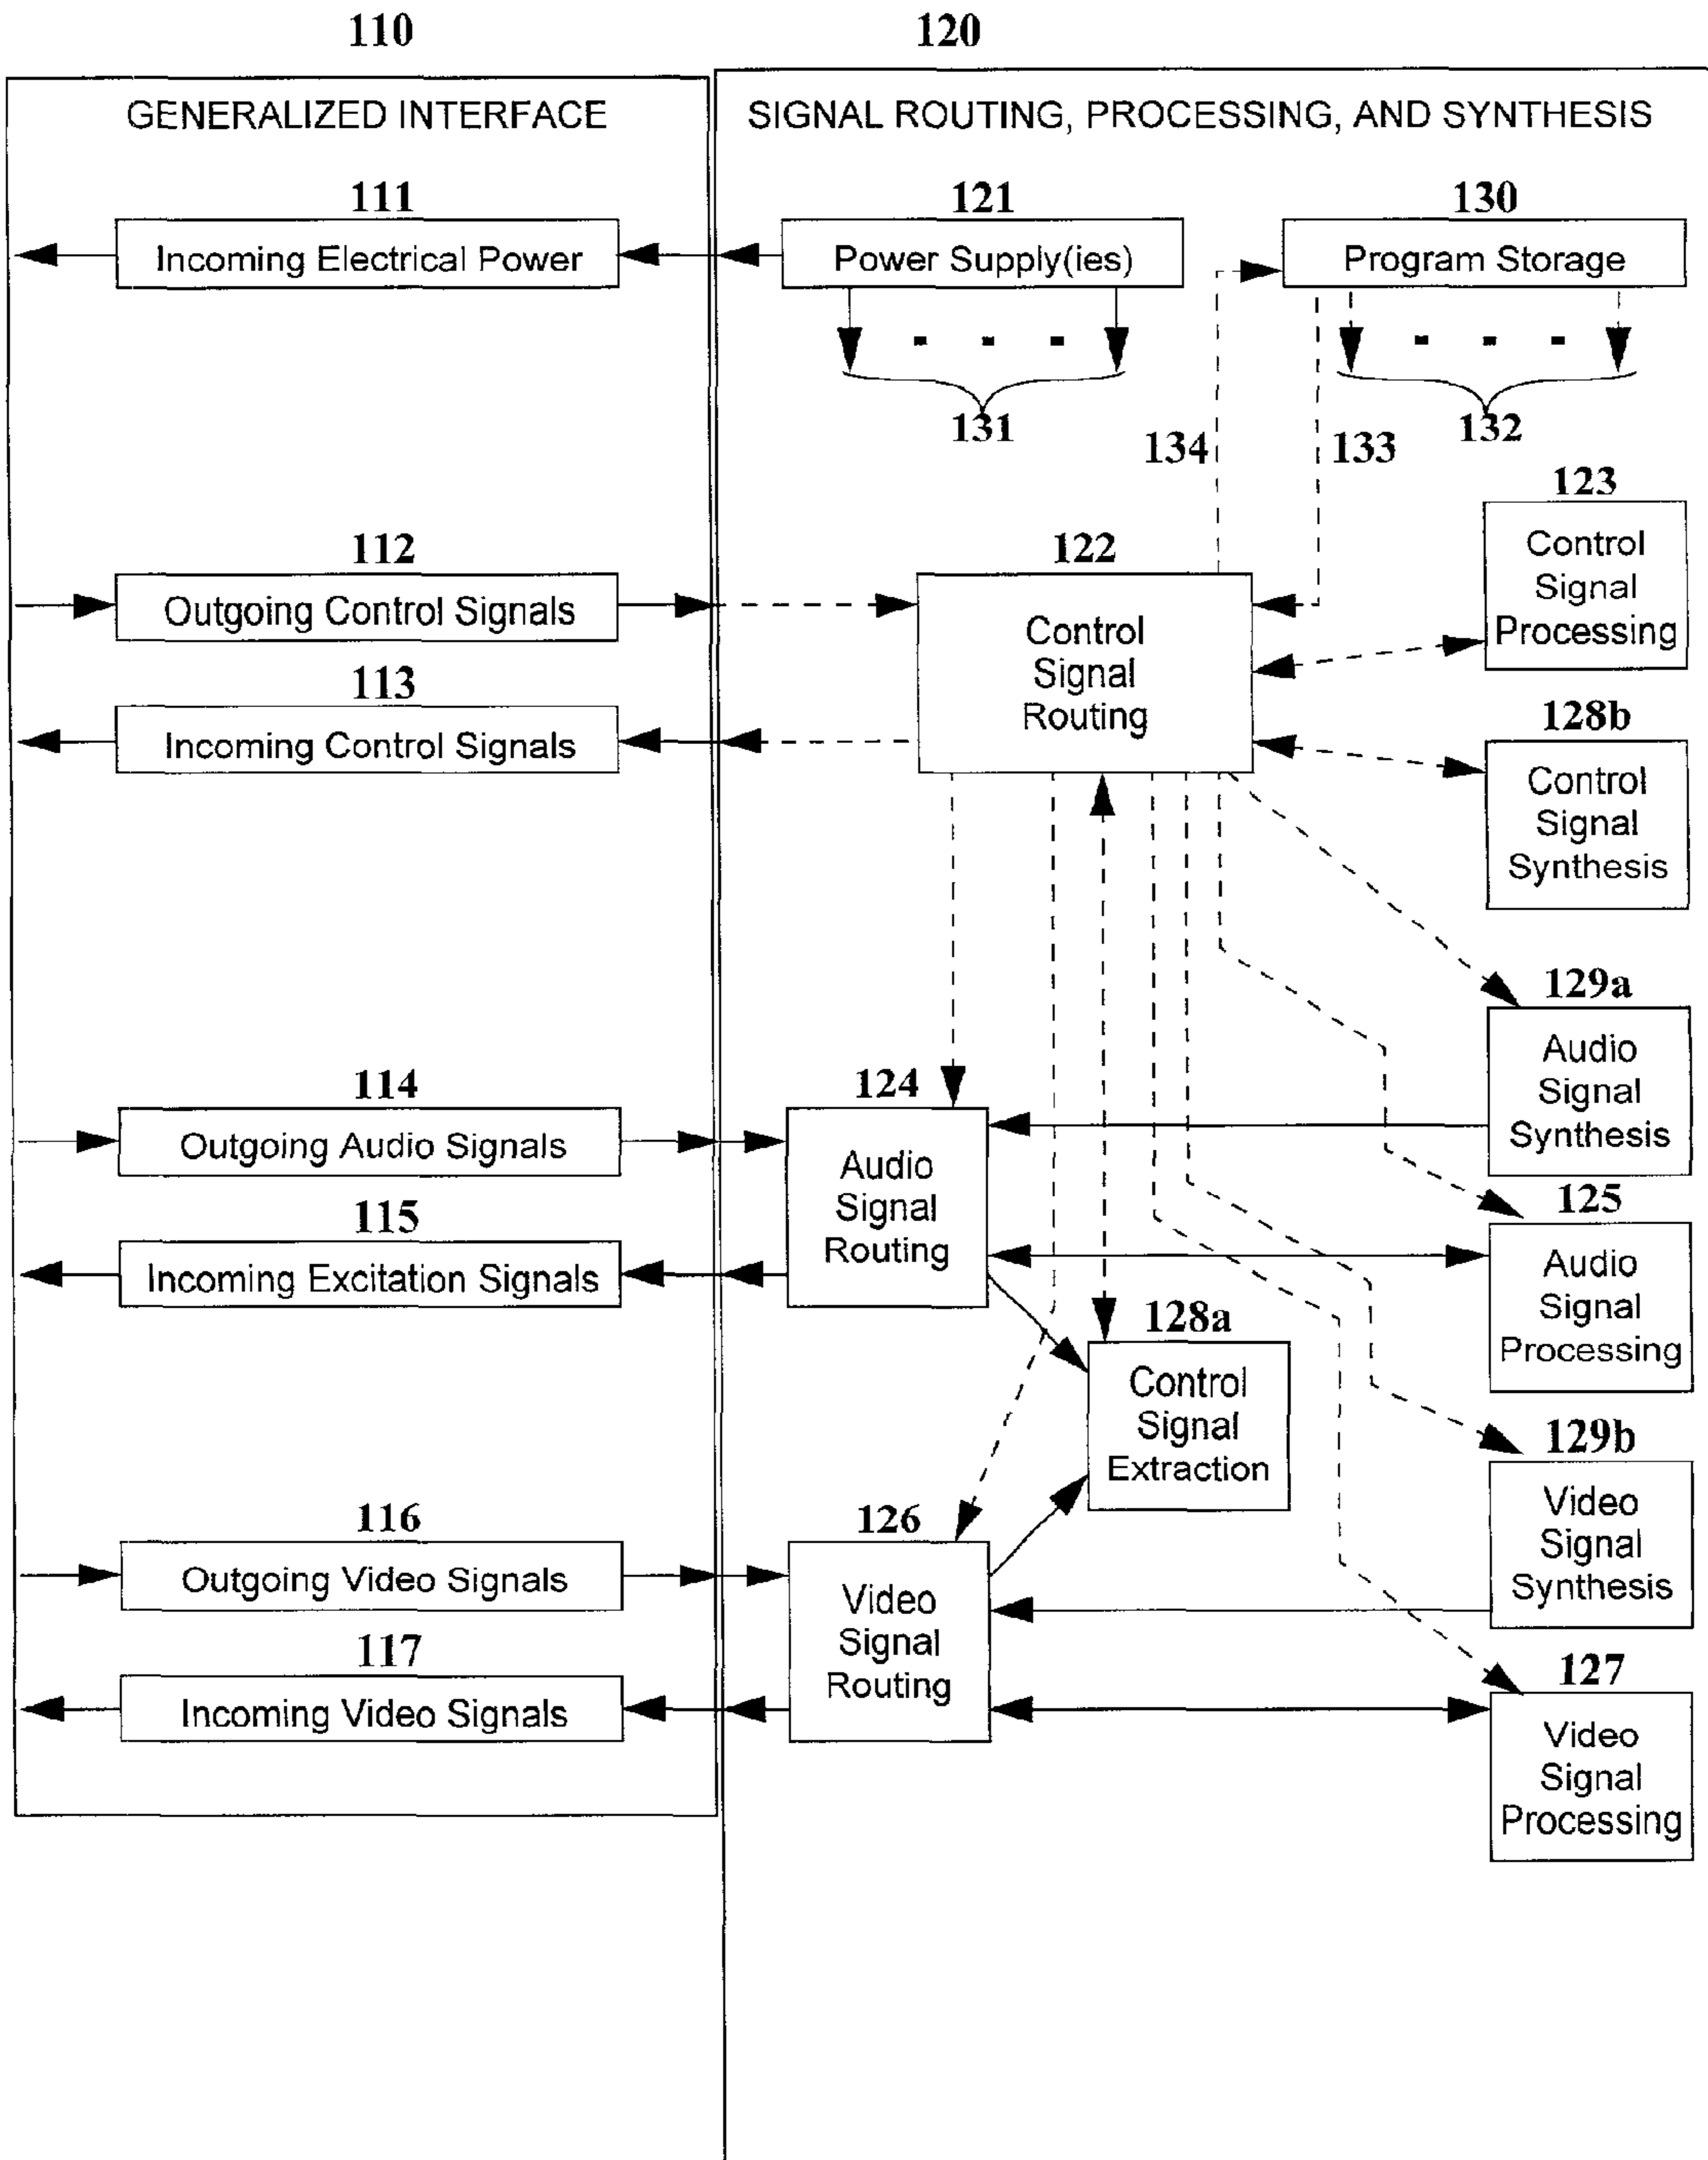 110
120
GENERALIZED INTERFACE
SIGNAL ROUTING, PROCESSING, AND SYNTHESIS
111
121
130
Incoming Electrical Power
Power Supply(ies)
Program Storage
131
132
134
133
123
Control
Signal
Processing
112
122
Outgoing Control Signals
Control
Signal
Routing
113
Incoming Control Signals
128b
Control
Signal
Synthesis
129a
Audio
Signal
Synthesis
114
124
Outgoing Audio Signals
Audio
Signal
Routing
115
Incoming Excitation Signals
125
Audio
Signal
Processing
128a
Control
Signal
Extraction
129b
Video
Signal
Synthesis
116
126
Outgoing Video Signals
Video
Signal
Routing
117
Incoming Video Signals
127
Video
Signal
Processing